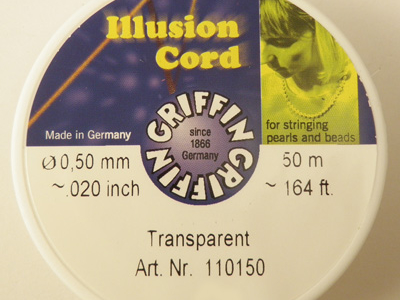 Illusion
Cord
Made in Germany
GRIFFIN GRIFFIN
since
1866
Germany
for stringing
pearls and beads
Ø 0,50 mm
~.020 inch
50 m
~ 164 ft.
Transparent
Art. Nr. 110150